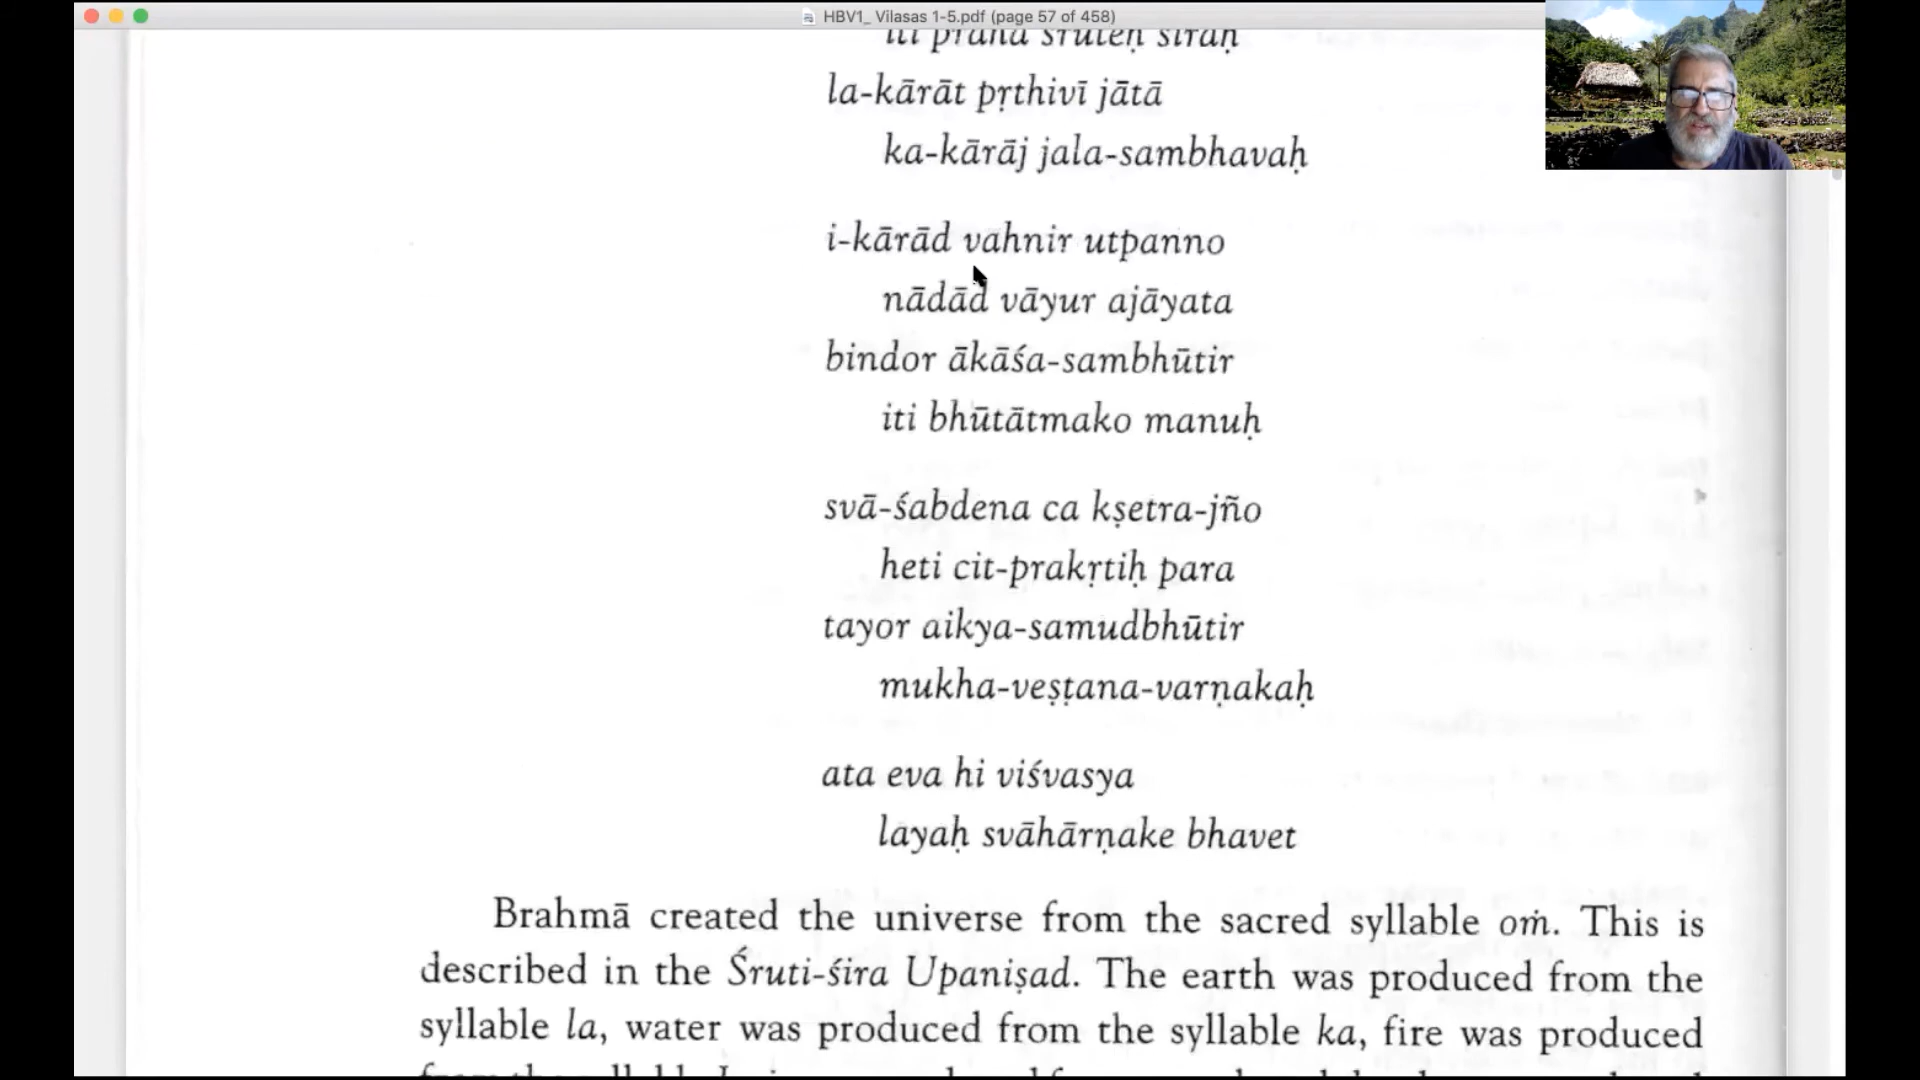 HBV1_ Vilasas 1-5.pdf (page 57 of 458)
iti prāha śruteḥ śiraḥ
la-kārāt pṛthivī jātā
ka-kārāj jala-sambhavaḥ
i-kārād vahnir utpanno
nādād vāyur ajāyata
bindor ākāśa-sambhūtir
iti bhūtātmako manuḥ
svā-śabdena ca kṣetra-jño
heti cit-prakṛtiḥ para
tayor aikya-samudbhūtir
mukha-veṣṭana-varṇakaḥ
ata eva hi viśvasya
layaḥ svāhārṇake bhavet
Brahmā created the universe from the sacred syllable oṁ. This is
described in the Śruti-śira Upaniṣad. The earth was produced from the
syllable la, water was produced from the syllable ka, fire was produced